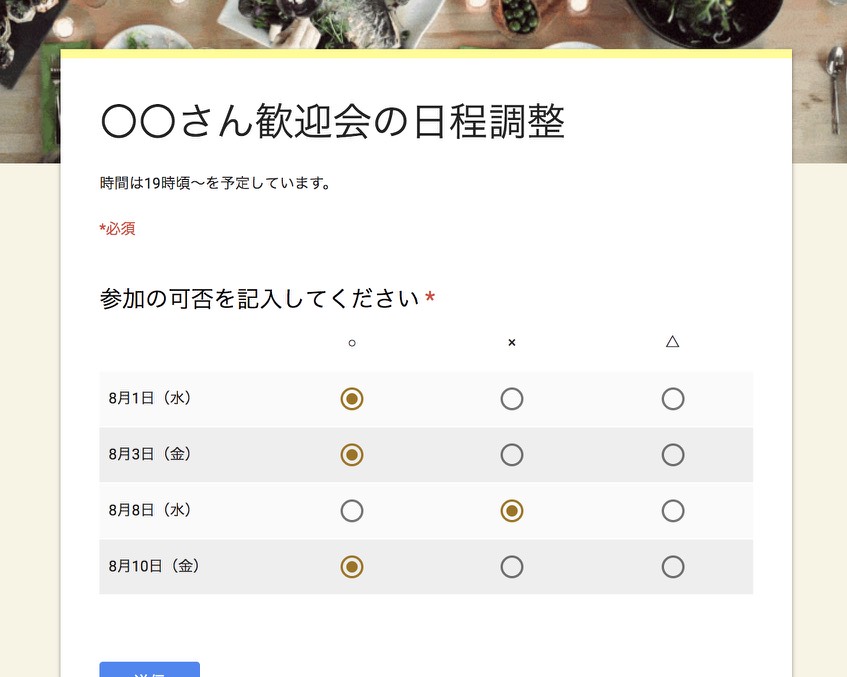 〇〇さん歓迎会の日程調整
時間は19時頃〜を予定しています。
*必須
参加の可否を記入してください *
○ × △
8月1日（水）
8月3日（金）
8月8日（水）
8月10日（金）